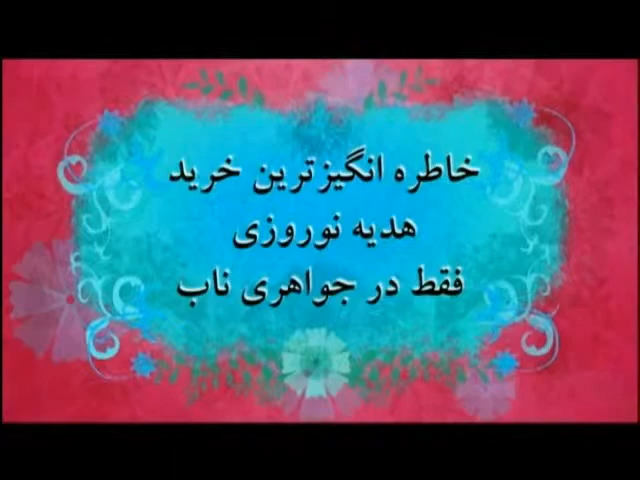 خاطره انگیزترین خرید
هدیه نوروزی
فقط در جواهری ناب